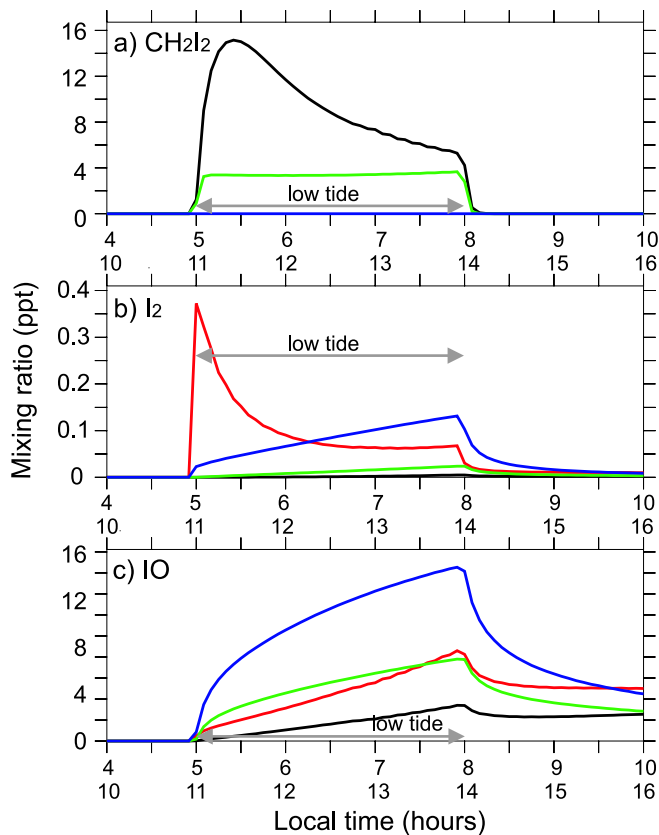 a) CH2I2
16
12
8
4
0
low tide
4 5 6 7 8 9 10
10 11 12 13 14 15 16
Mixing ratio (ppt)
b) I2
0.4
0.3
0.2
0.1
0
low tide
4 5 6 7 8 9 10
10 11 12 13 14 15 16
c) IO
16
12
8
4
0
low tide
4 5 6 7 8 9 10
10 11 12 13 14 15 16
Local time (hours)